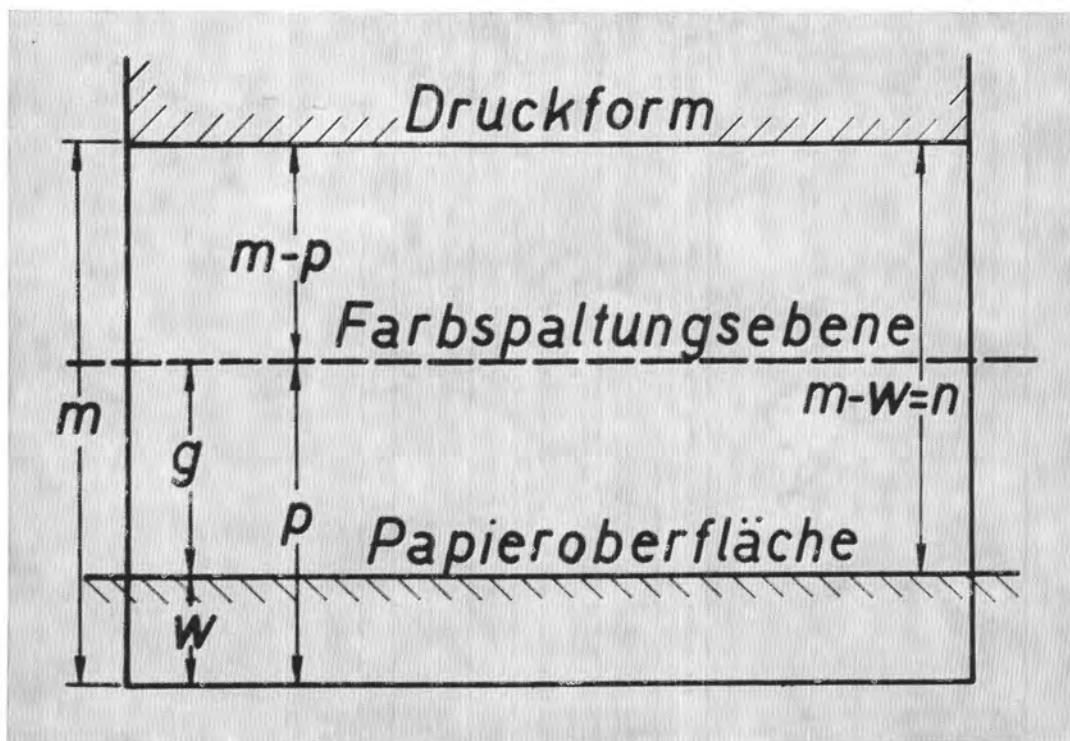 Druckform
m-p
Farbspaltungsebene
m
m-w=n
g
p
Papieroberfläche
w